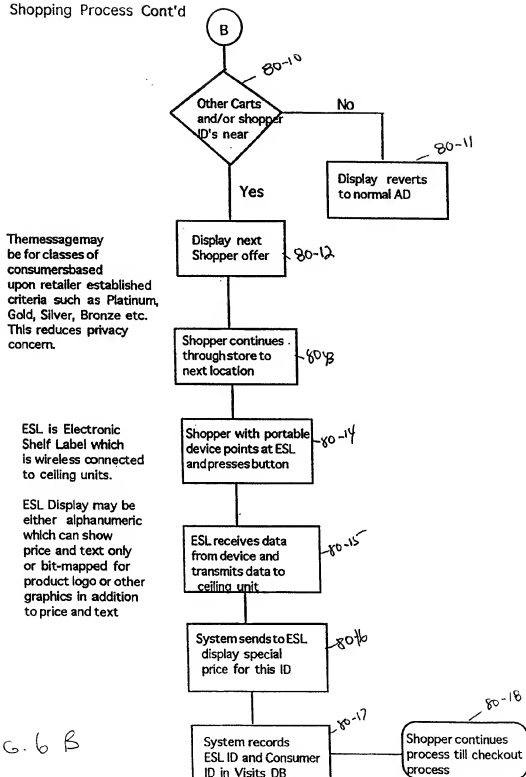 Shopping Process Cont'd
B
80-10
Other Carts
and/or shopper
ID's near
No
80-11
Display reverts
to normal AD
Yes
Themessagemay
be for classes of
consumersbased
upon retailer established
criteria such as Platinum,
Gold, Silver, Bronze etc.
This reduces privacy
concern.
Display next
Shopper offer
80-12
Shopper continues
through store to
next location
80-13
ESL is Electronic
Shelf Label which
is wireless connected
to ceiling units.
Shopper with portable
device points at ESL
and presses button
80-14
ESL Display may be
either alphanumeric
which can show
price and text only
or bit-mapped for
product logo or other
graphics in addition
to price and text
ESL receives data
from device and
transmits data to
ceiling unit
80-15
System sends to ESL
display special
price for this ID
80-16
System records
ESL ID and Consumer
ID in Visits DB
80-17
80-18
Shopper continues
process till checkout
process
G. 6 B